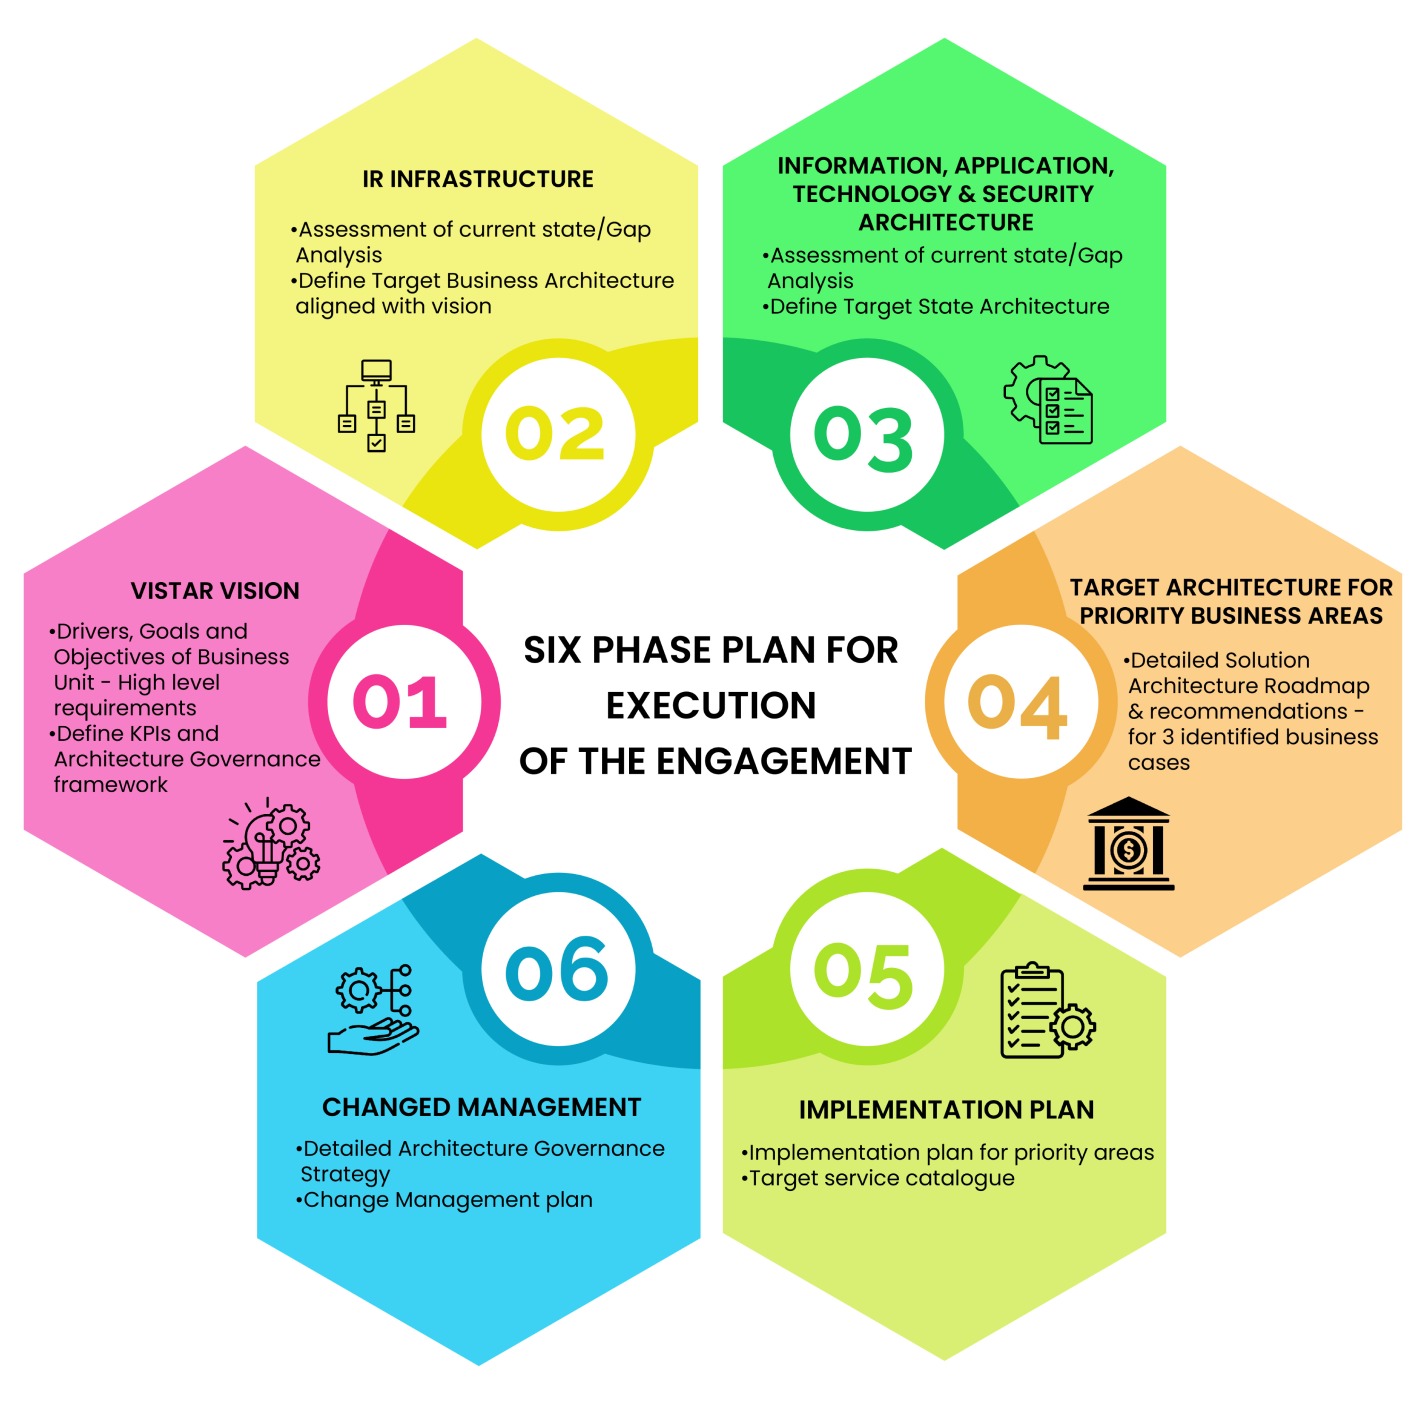 IR INFRASTRUCTURE
•Assessment of current state/Gap
Analysis
•Define Target Business Architecture
aligned with vision
02
INFORMATION, APPLICATION,
TECHNOLOGY & SECURITY
ARCHITECTURE
•Assessment of current state/Gap
Analysis
•Define Target State Architecture
03
VISTAR VISION
•Drivers, Goals and
Objectives of Business
Unit - High level
requirements
•Define KPIs and
Architecture Governance
framework
01
SIX PHASE PLAN FOR
EXECUTION
OF THE ENGAGEMENT
04
TARGET ARCHITECTURE FOR
PRIORITY BUSINESS AREAS
•Detailed Solution
Architecture Roadmap
& recommendations -
for 3 identified business
cases
$
06
CHANGED MANAGEMENT
•Detailed Architecture Governance
Strategy
•Change Management plan
05
IMPLEMENTATION PLAN
•Implementation plan for priority areas
•Target service catalogue